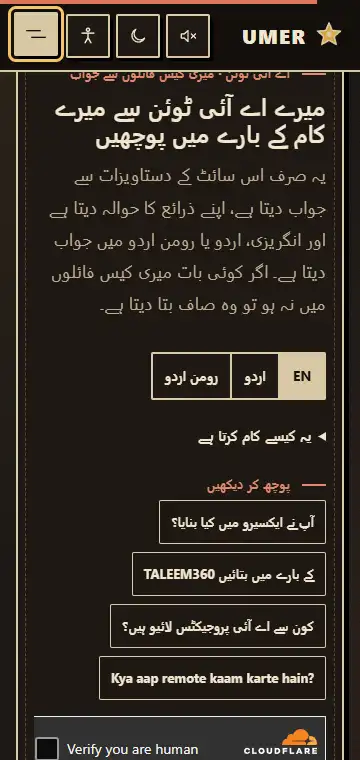 UMER
اے آئی ٹوئن · میری کیس فائلوں سے جواب
میرے اے آئی ٹوئن سے میرے
کام کے بارے میں پوچھیں
یہ صرف اس سائٹ کے دستاویزات سے
جواب دیتا ہے، اپنے ذرائع کا حوالہ دیتا ہے
اور انگریزی، اردو یا رومن اردو میں جواب
دیتا ہے۔ اگر کوئی بات میری کیس فائلوں
میں نہ ہو تو وہ صاف بتا دیتا ہے۔
EN
اردو
رومن اردو
یہ کیسے کام کرتا ہے
پوچھ کر دیکھیں
آپ نے ایکسیرو میں کیا بنایا؟
TALEEM360 کے بارے میں بتائیں
کون سے اے آئی پروجیکٹس لائیو ہیں؟
Kya aap remote kaam karte hain?
Verify you are human
CLOUDFLARE